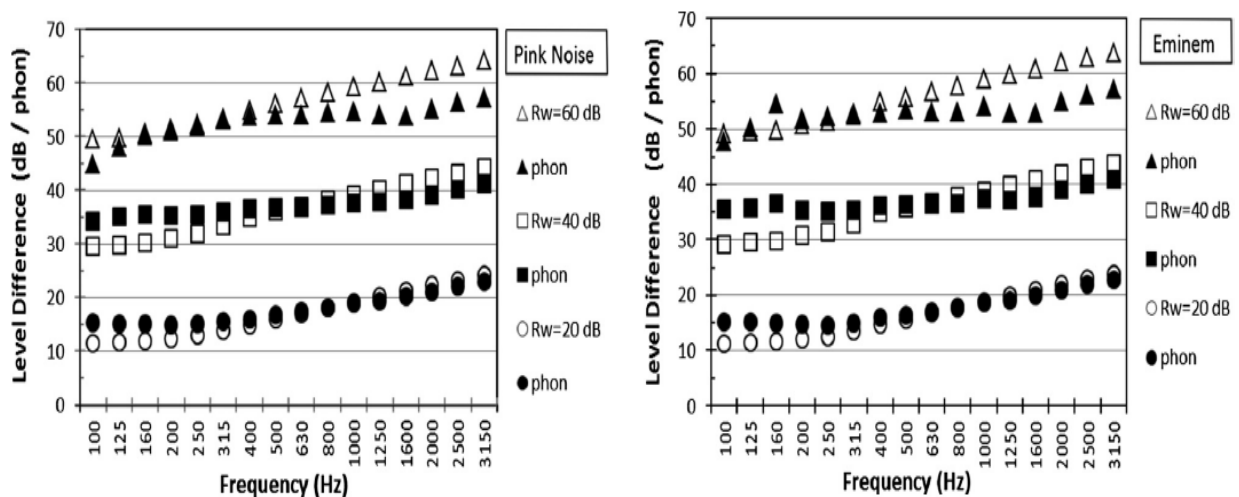 Level Difference (dB / phon)
70
60
50
40
30
20
10
0
100
125
160
200
250
315
400
500
630
800
1000
1250
1600
2000
2500
3150
Frequency (Hz)
Pink Noise
Rw=60 dB
phon
Rw=40 dB
phon
Rw=20 dB
phon
Level Difference (dB / phon)
70
60
50
40
30
20
10
0
100
125
160
200
250
315
400
500
630
800
1000
1250
1600
2000
2500
3150
Frequency (Hz)
Eminem
Rw=60 dB
phon
Rw=40 dB
phon
Rw=20 dB
phon